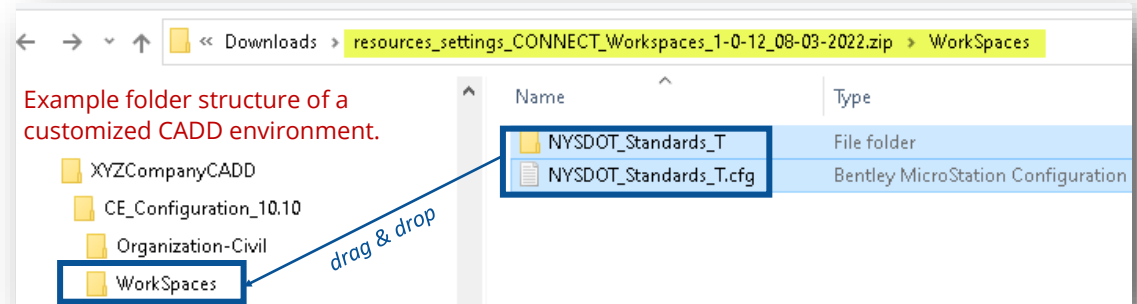 « Downloads > resources_settings_CONNECT_Workspaces_1-0-12_08-03-2022.zip > WorkSpaces
Example folder structure of a
customized CADD environment.
XYZCompanyCADD
CE_Configuration_10.10
Organization-Civil
WorkSpaces
drag & drop
Name Type
NYSDOT_Standards_T File folder
NYSDOT_Standards_T.cfg Bentley MicroStation Configuration